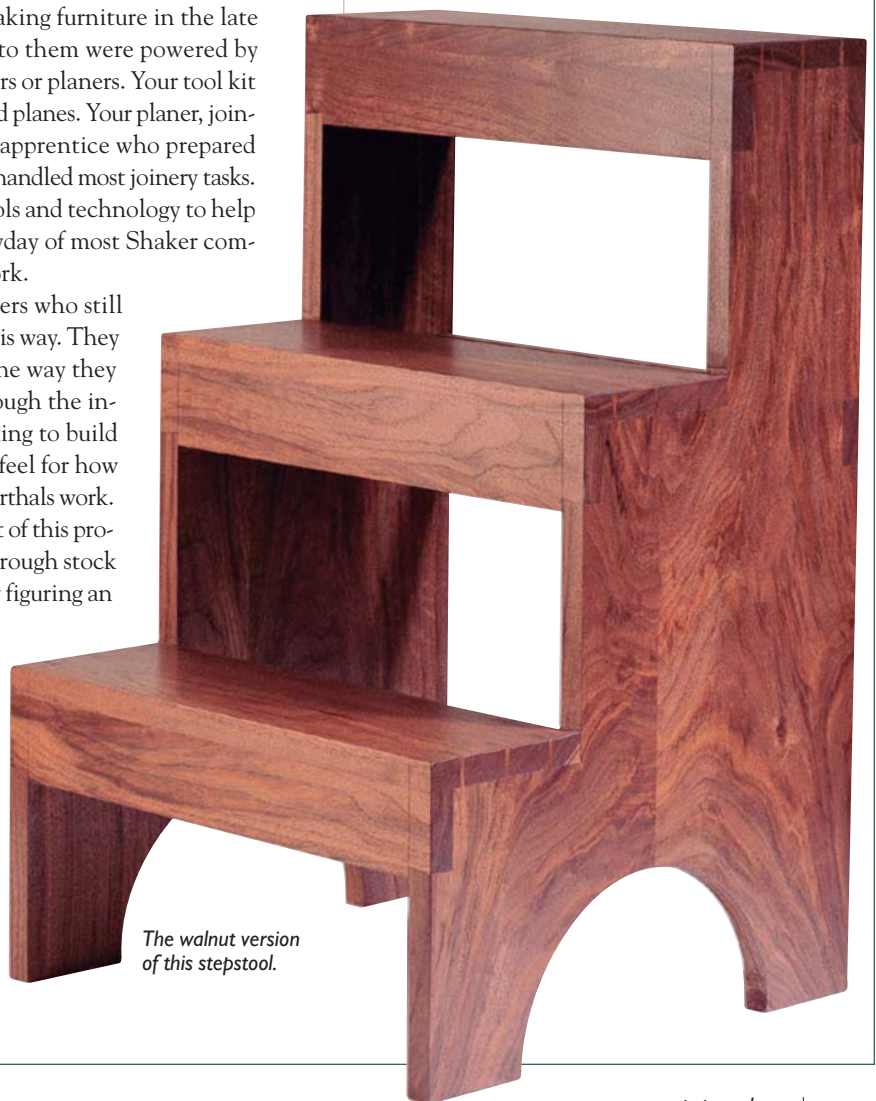 aking furniture in the late
to them were powered by
rs or planers. Your tool kit
d planes. Your planer, join-
apprentice who prepared
handled most joinery tasks.
ols and technology to help
yday of most Shaker com-
rk.
ers who still
is way. They
he way they
ough the in-
ing to build
feel for how
rthals work.
t of this pro-
rough stock
figuring an
The walnut version
of this stepstool.